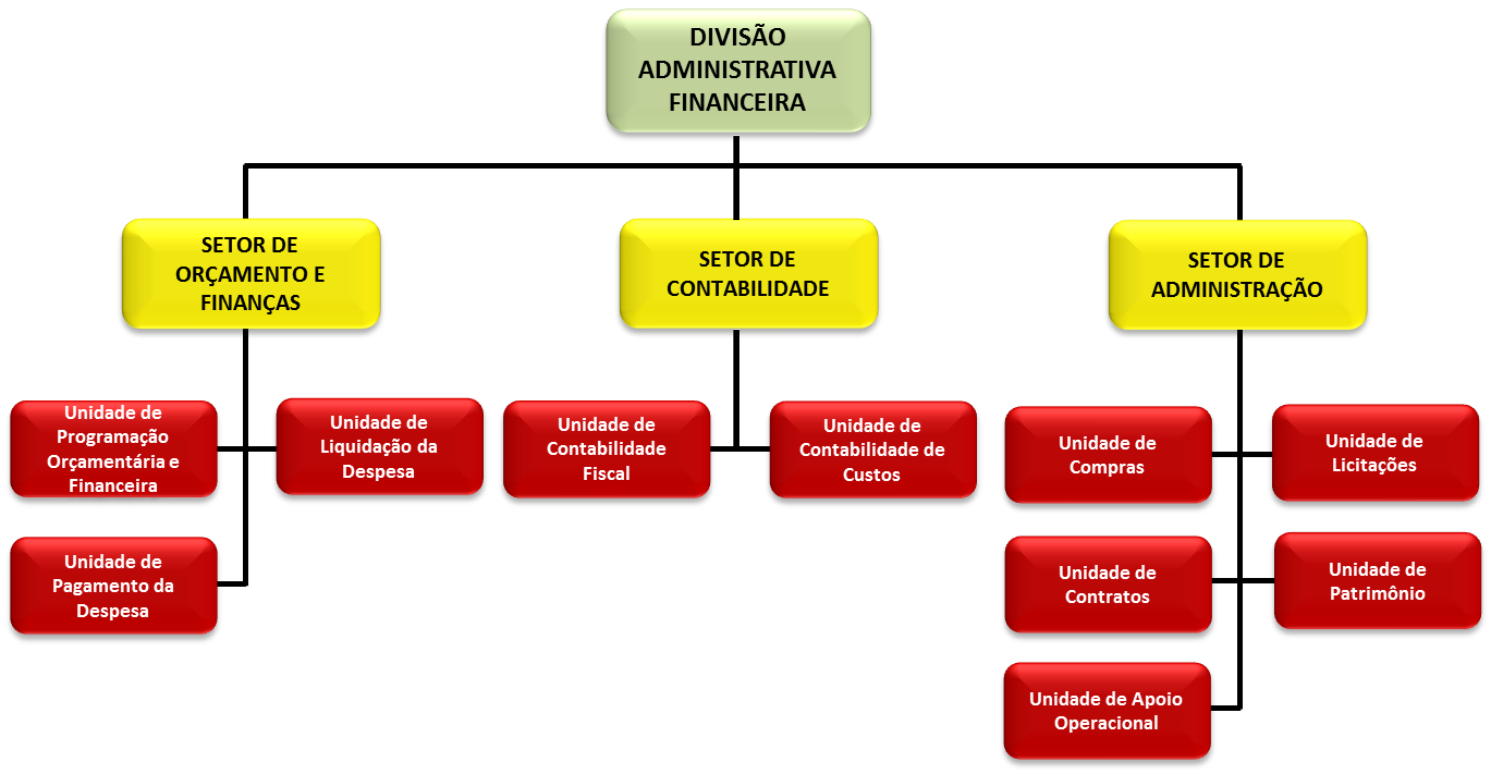 DIVISÃO
ADMINISTRATIVA
FINANCEIRA
SETOR DE
ORÇAMENTO E
FINANÇAS
SETOR DE
CONTABILIDADE
SETOR DE
ADMINISTRAÇÃO
Unidade de
Programação
Orçamentária e
Financeira
Unidade de
Liquidação da
Despesa
Unidade de
Contabilidade
Fiscal
Unidade de
Contabilidade de
Custos
Unidade de
Compras
Unidade de
Licitações
Unidade de
Pagamento da
Despesa
Unidade de
Contratos
Unidade de
Patrimônio
Unidade de Apoio
Operacional